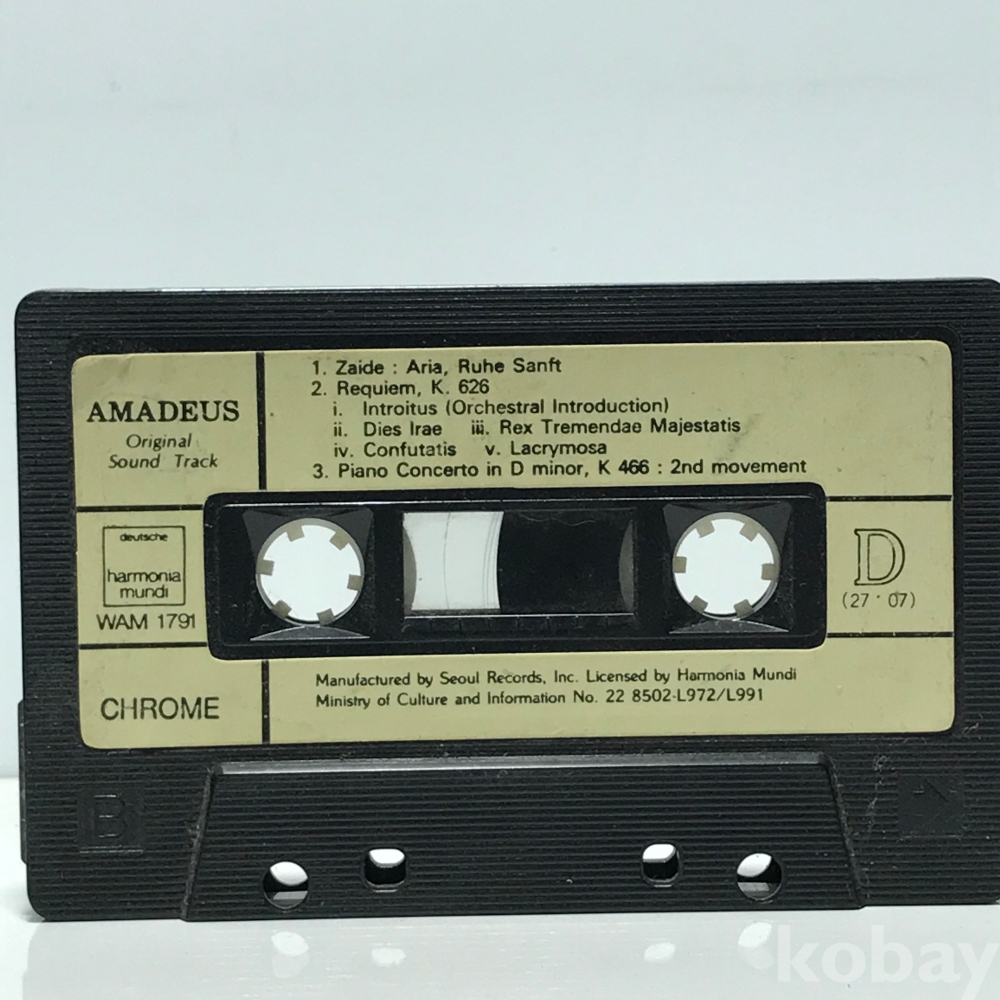 1. Zaide : Aria, Ruhe Sanft
2. Requiem, K. 626
i. Introitus (Orchestral Introduction)
ii. Dies Irae iii. Rex Tremendae Majestatis
iv. Confutatis v. Lacrymosa
3. Piano Concerto in D minor, K 466 : 2nd movement
AMADEUS
Original
Sound Track
deutsche
harmonia
mundi
WAM 1791
D
(27 · 07)
CHROME
Manufactured by Seoul Records, Inc. Licensed by Harmonia Mundi
Ministry of Culture and Information No. 22 8502-L972/L991
B
kobay